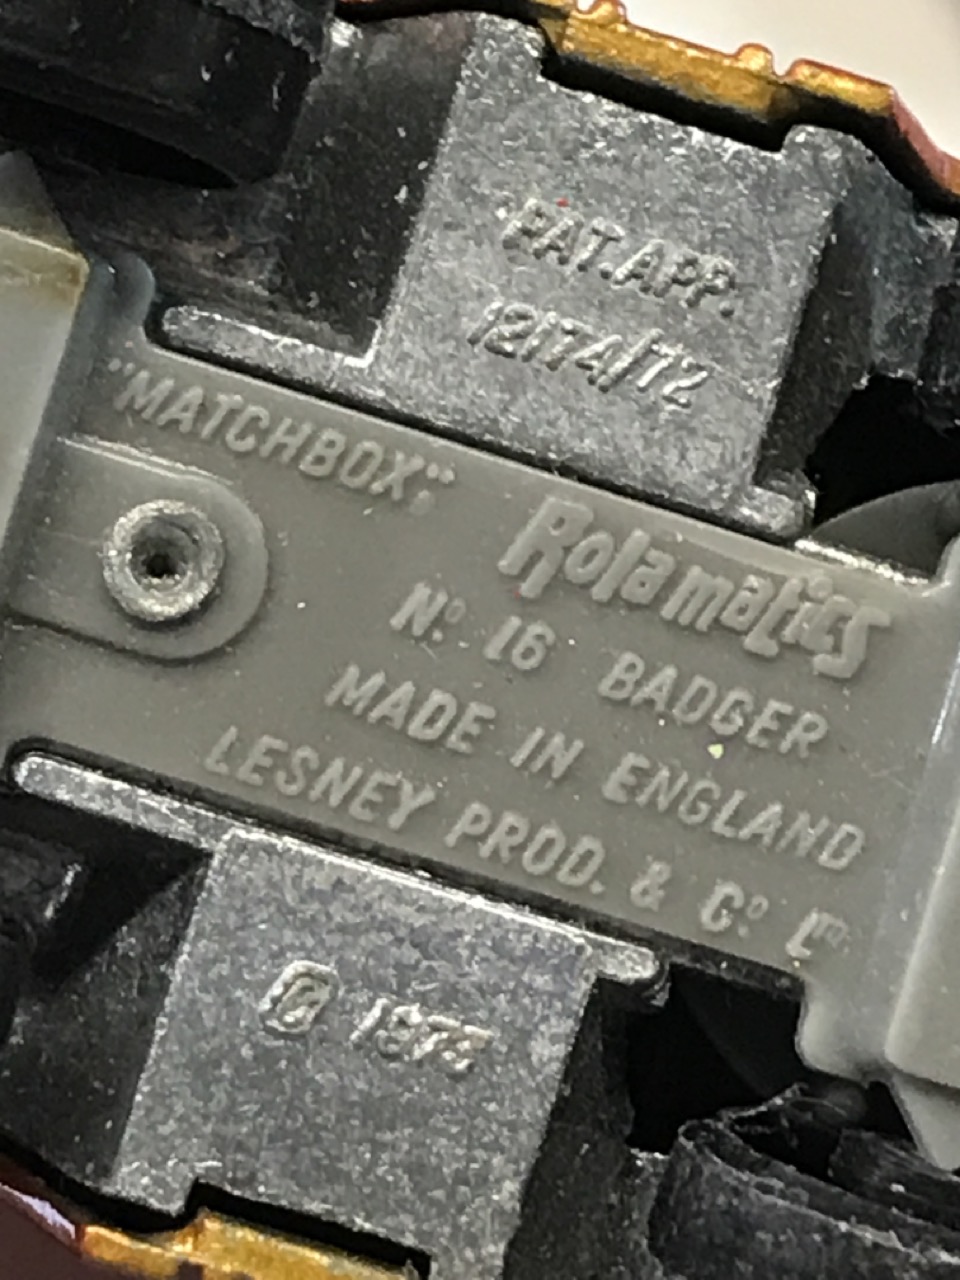 PAT. APP.
12174/72
"MATCHBOX"
Rolamatics
Nº 16 BADGER
MADE IN ENGLAND
LESNEY PROD. & Cº. Lᵀᴰ
© 1973